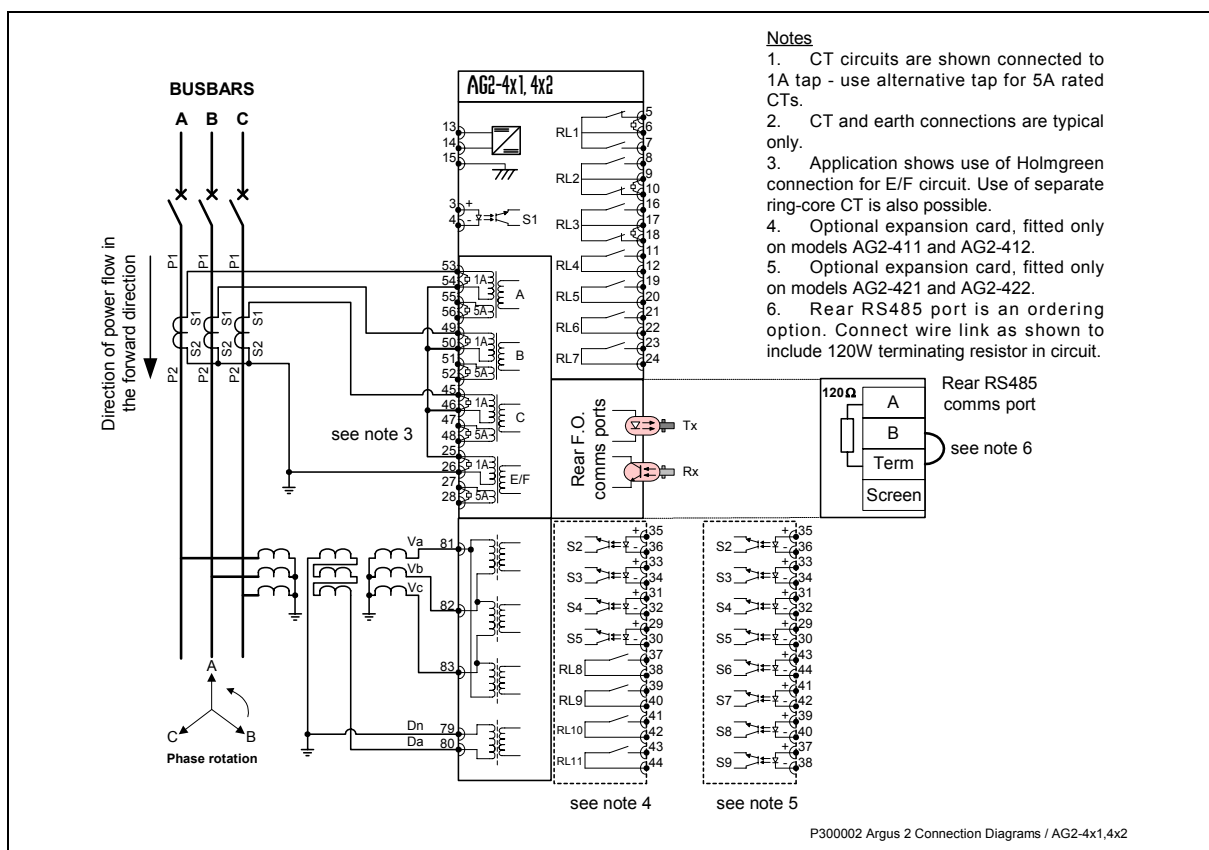 Notes
1. CT circuits are shown connected to
1A tap - use alternative tap for 5A rated
CTs.
2. CT and earth connections are typical
only.
3. Application shows use of Holmgreen
connection for E/F circuit. Use of separate
ring-core CT is also possible.
4. Optional expansion card, fitted only
on models AG2-411 and AG2-412.
5. Optional expansion card, fitted only
on models AG2-421 and AG2-422.
6. Rear RS485 port is an ordering
option. Connect wire link as shown to
include 120W terminating resistor in circuit.
BUSBARS
A B C
Direction of power flow in
the forward direction
P1 P1 P1
S1 S1 S1
S2 S2 S2
P2 P2 P2
AG2-4x1, 4x2
13
14
15
3 +
4 -
S1
53
54 1A
55
56 5A
A
49
50 1A
51
52 5A
B
45
46 1A
47
48 5A
C
25
26 1A
27
28 5A
E/F
see note 3
RL1
5
6
7
RL2
8
9
10
RL3
16
17
18
RL4
11
12
RL5
19
20
RL6
21
22
RL7
23
24
Rear F.O.
comms ports
Tx
Rx
120Ω
A
B
Term
Screen
Rear RS485
comms port
see note 6
Va 81
Vb
82
Vc
83
Dn 79
Da 80
S2 + 35
- 36
S3 + 33
- 34
S4 + 31
- 32
S5 + 29
- 30
RL8 37
38
RL9 39
40
RL10 41
42
RL11 43
44
see note 4
S2 + 35
- 36
S3 + 33
- 34
S4 + 31
- 32
S5 + 29
- 30
S6 + 43
- 44
S7 + 41
- 42
S8 + 39
- 40
S9 + 37
- 38
see note 5
A
C B
Phase rotation
P300002 Argus 2 Connection Diagrams / AG2-4x1,4x2